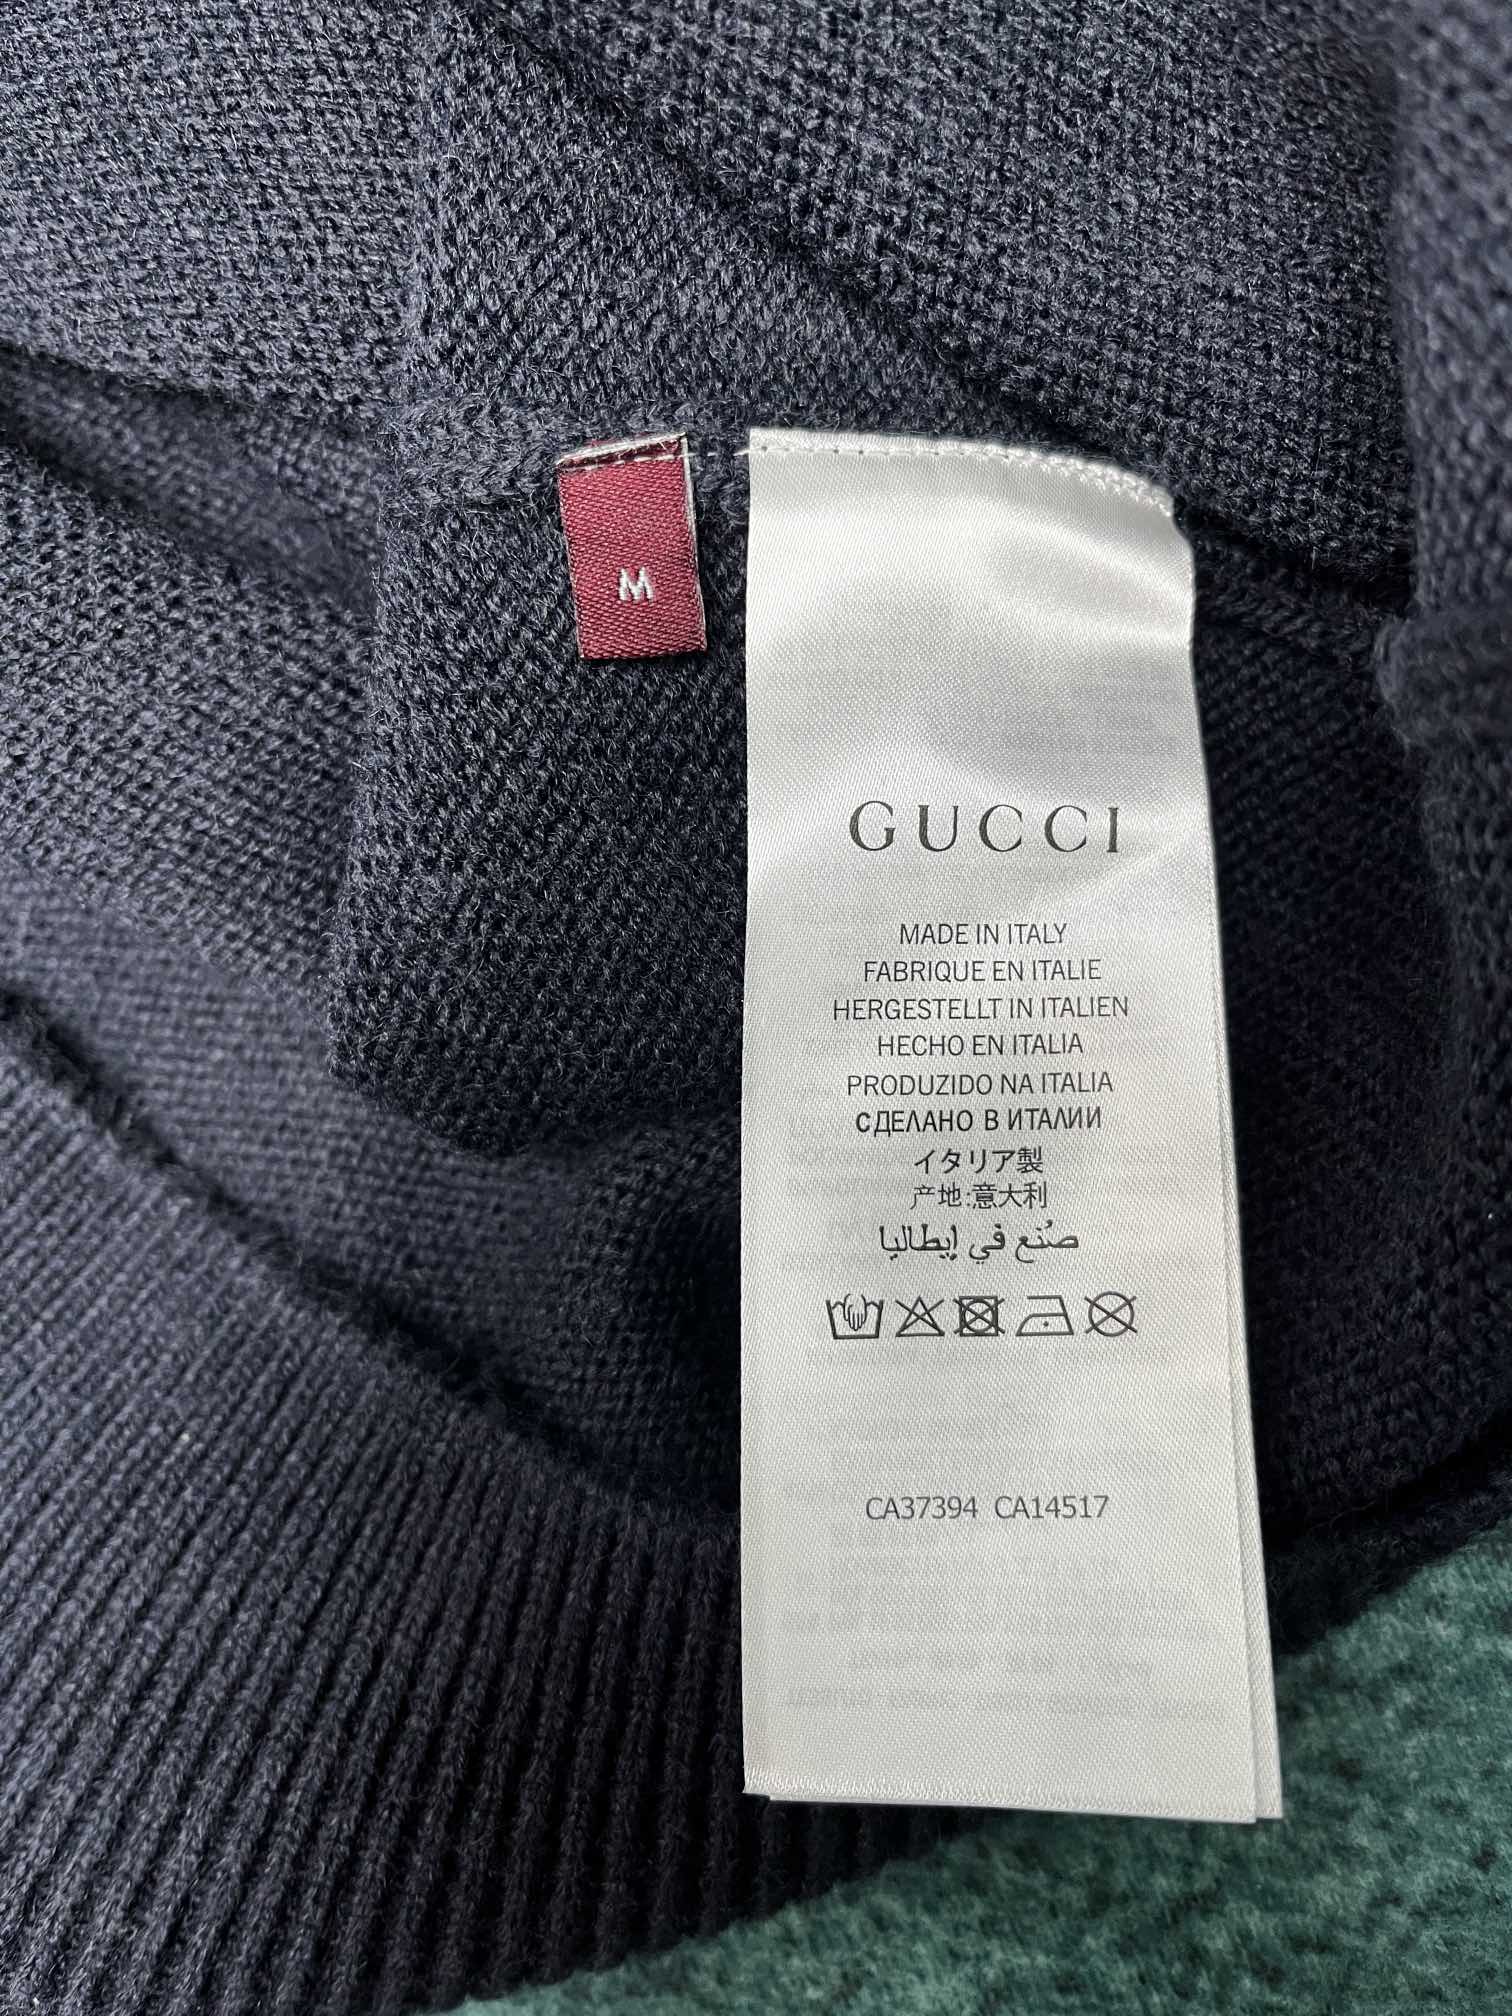 M
GUCCI
MADE IN ITALY
FABRIQUE EN ITALIE
HERGESTELLT IN ITALIEN
HECHO EN ITALIA
PRODUZIDO NA ITALIA
СДЕЛАНО В ИТАЛИИ
イタリア製
产地:意大利
صُنع في إيطاليا
CA37394 CA14517